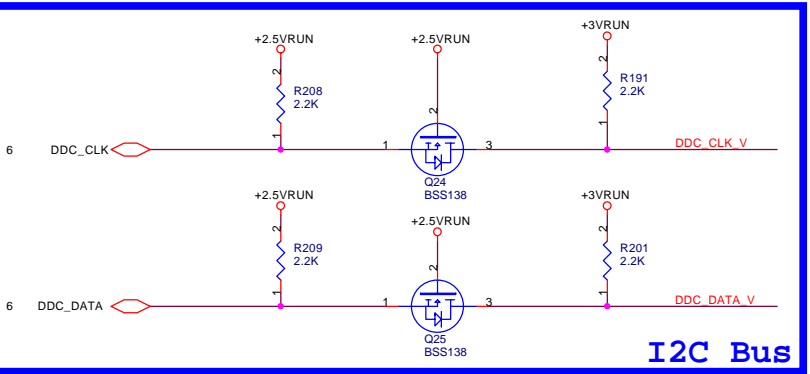 +2.5VRUN
+2.5VRUN
+3VRUN
2
R208
2.2K
1
2
2
R191
2.2K
1
6 DDC_CLK
1
3
DDC_CLK_V
Q24
BSS138
+2.5VRUN
+2.5VRUN
+3VRUN
2
R209
2.2K
1
2
2
R201
2.2K
1
6 DDC_DATA
1
3
DDC_DATA_V
Q25
BSS138
I2C Bus